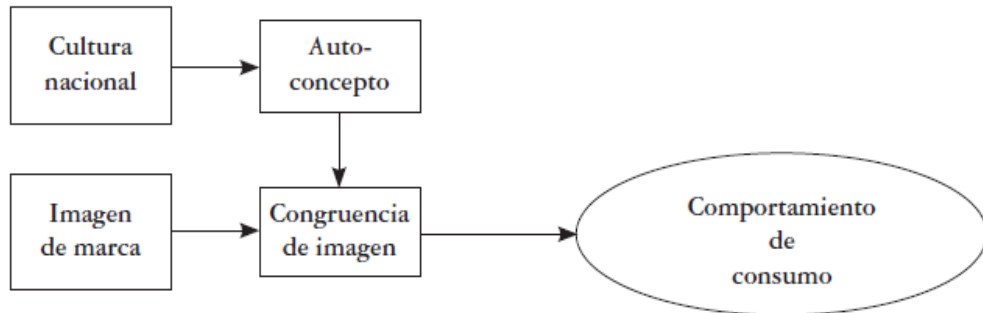 Cultura
nacional
Auto-
concepto
Imagen
de marca
Congruencia
de imagen
Comportamiento
de
consumo